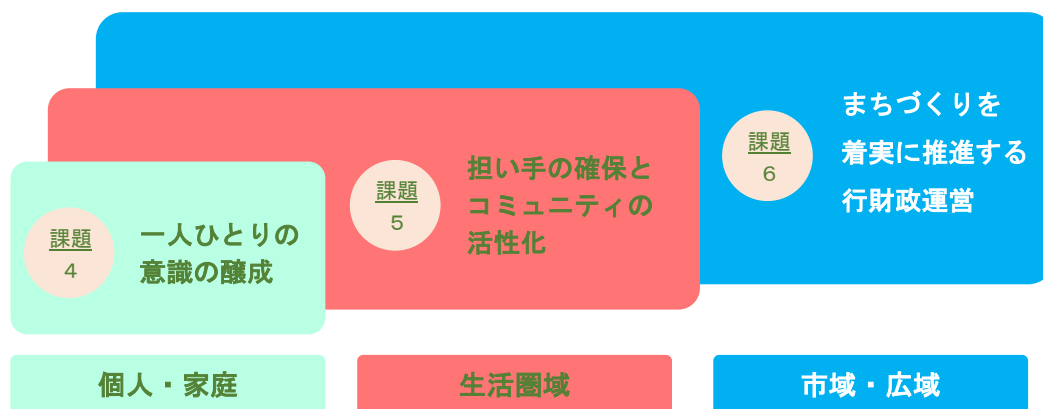 課題
4
一人ひとりの
意識の醸成
課題
5
担い手の確保と
コミュニティの
活性化
課題
6
まちづくりを
着実に推進する
行財政運営
個人・家庭
生活圏域
市域・広域